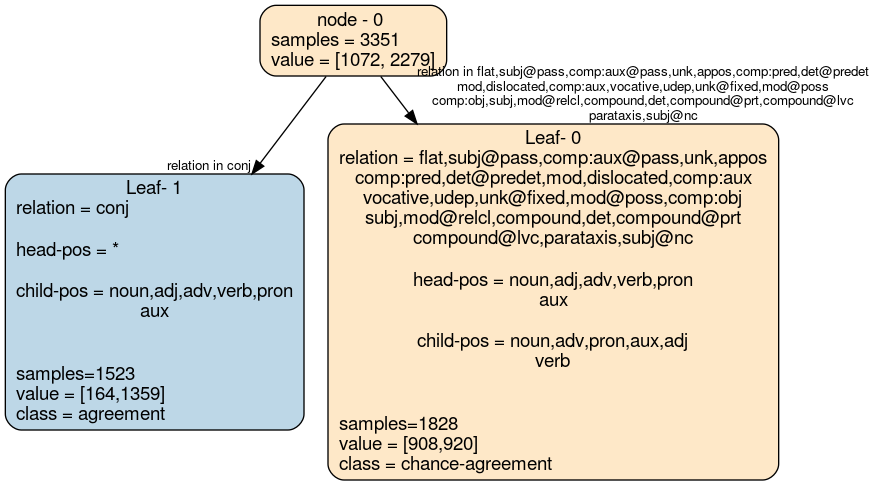 node - 0
samples = 3351
value = [1072, 2279]
relation in flat,subj@pass,comp:aux@pass,unk,appos,comp:pred,det@predet
mod,dislocated,comp:aux,vocative,udep,unk@fixed,mod@poss
comp:obj,subj,mod@relcl,compound,det,compound@prt,compound@lvc
parataxis,subj@nc
relation in conj
Leaf- 1
relation = conj
head-pos = *
child-pos = noun,adj,adv,verb,pron
aux
samples=1523
value = [164,1359]
class = agreement
Leaf- 0
relation = flat,subj@pass,comp:aux@pass,unk,appos
comp:pred,det@predet,mod,dislocated,comp:aux
vocative,udep,unk@fixed,mod@poss,comp:obj
subj,mod@relcl,compound,det,compound@prt
compound@lvc,parataxis,subj@nc
head-pos = noun,adj,adv,verb,pron
aux
child-pos = noun,adv,pron,aux,adj
verb
samples=1828
value = [908,920]
class = chance-agreement